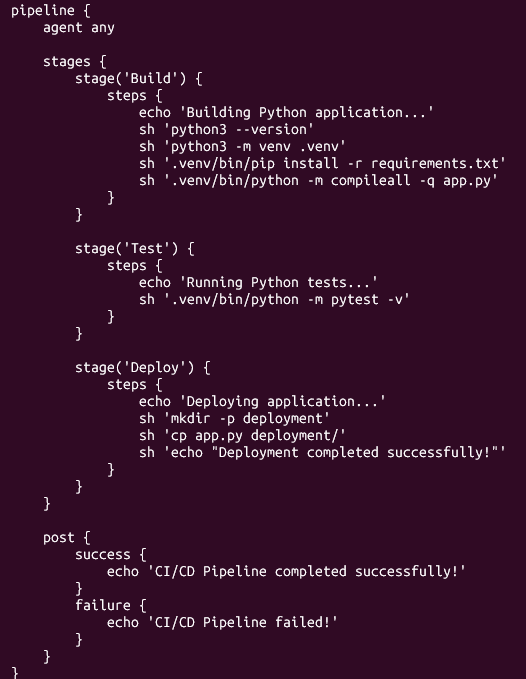 pipeline {
    agent any

    stages {
        stage('Build') {
            steps {
                echo 'Building Python application...'
                sh 'python3 --version'
                sh 'python3 -m venv .venv'
                sh '.venv/bin/pip install -r requirements.txt'
                sh '.venv/bin/python -m compileall -q app.py'
            }
        }

        stage('Test') {
            steps {
                echo 'Running Python tests...'
                sh '.venv/bin/python -m pytest -v'
            }
        }

        stage('Deploy') {
            steps {
                echo 'Deploying application...'
                sh 'mkdir -p deployment'
                sh 'cp app.py deployment/'
                sh 'echo "Deployment completed successfully!"'
            }
        }
    }

    post {
        success {
            echo 'CI/CD Pipeline completed successfully!'
        }
        failure {
            echo 'CI/CD Pipeline failed!'
        }
    }
}